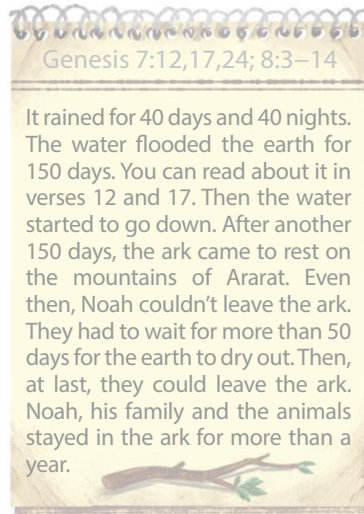 Genesis 7:12,17,24; 8:3–14
It rained for 40 days and 40 nights.
The water flooded the earth for
150 days. You can read about it in
verses 12 and 17. Then the water
started to go down. After another
150 days, the ark came to rest on
the mountains of Ararat. Even
then, Noah couldn’t leave the ark.
They had to wait for more than 50
days for the earth to dry out. Then,
at last, they could leave the ark.
Noah, his family and the animals
stayed in the ark for more than a
year.